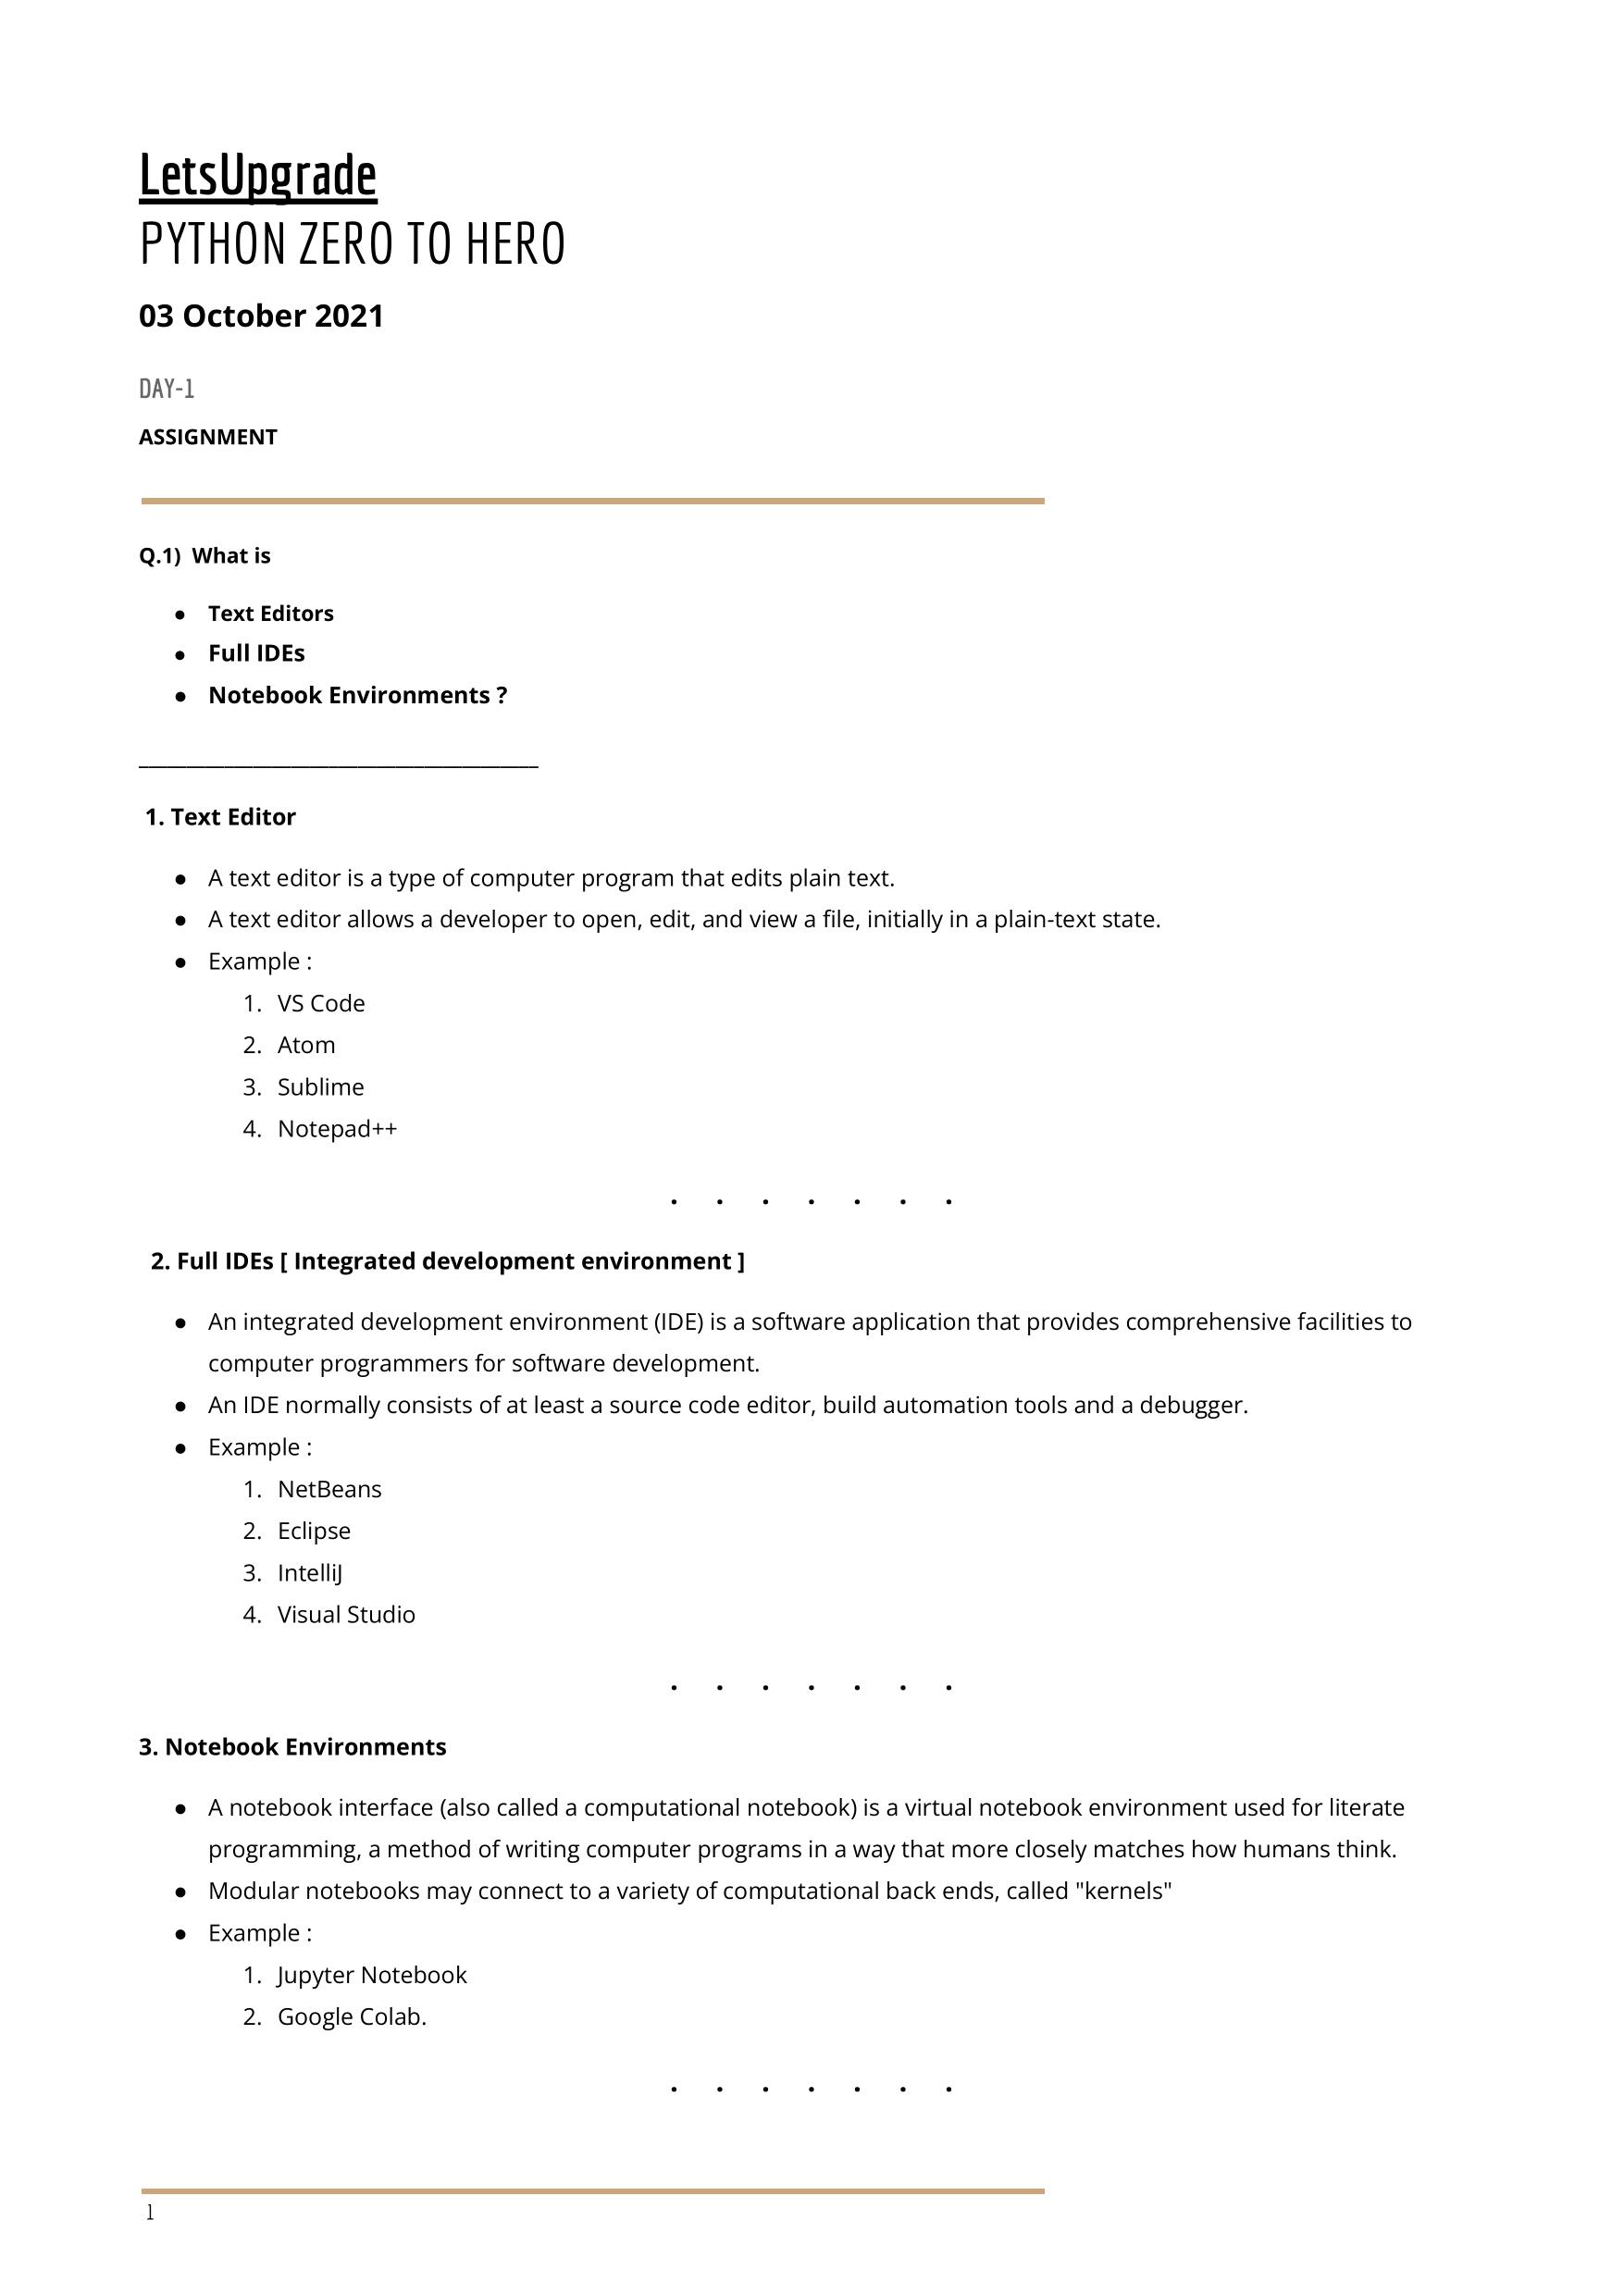 LetsUpgrade
PYTHON ZERO TO HERO
03 October 2021
DAY-1
ASSIGNMENT
Q.1)  What is
● Text Editors
● Full IDEs
● Notebook Environments ?
__________________________________________
1. Text Editor
● A text editor is a type of computer program that edits plain text.
● A text editor allows a developer to open, edit, and view a file, initially in a plain-text state.
● Example :
1. VS Code
2. Atom
3. Sublime
4. Notepad++
. . . . . . .
2. Full IDEs [ Integrated development environment ]
● An integrated development environment (IDE) is a software application that provides comprehensive facilities to
computer programmers for software development.
● An IDE normally consists of at least a source code editor, build automation tools and a debugger.
● Example :
1. NetBeans
2. Eclipse
3. IntelliJ
4. Visual Studio
. . . . . . .
3. Notebook Environments
● A notebook interface (also called a computational notebook) is a virtual notebook environment used for literate
programming, a method of writing computer programs in a way that more closely matches how humans think.
● Modular notebooks may connect to a variety of computational back ends, called "kernels"
● Example :
1. Jupyter Notebook
2. Google Colab.
. . . . . . .
1